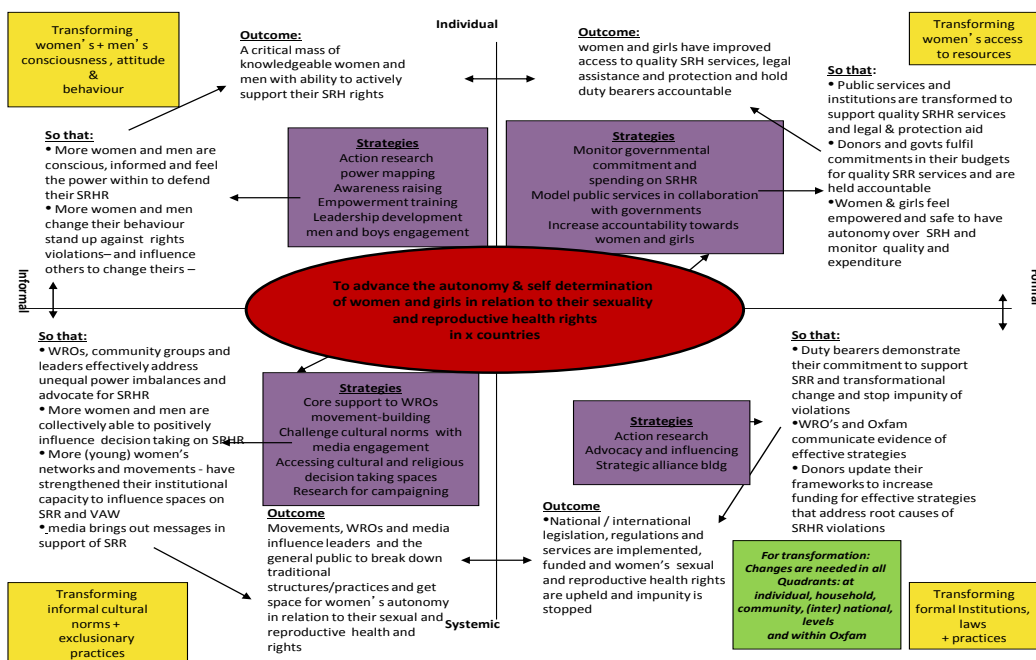 Transforming
women's + men's
consciousness , attitude
&
behaviour
Outcome:
A critical mass of
knowledgeable women and
men with ability to actively
support their SRH rights
Individual
Outcome:
women and girls have improved
access to quality SRH services, legal
assistance and protection and hold
duty bearers accountable
Transforming
women's access
to resources
So that:
• More women and men are
conscious, informed and feel
the power within to defend
their SRHR
• More women and men
change their behaviour
stand up against rights
violations– and influence
others to change theirs –
Strategies
Action research
power mapping
Awareness raising
Empowerment training
Leadership development
men and boys engagement
Strategies
Monitor governmental
commitment and
spending on SRHR
Model public services in collaboration
with governments
Increase accountability towards
women and girls
So that:
• Public services and
institutions are transformed to
support quality SRHR services
and legal & protection aid
• Donors and govts fulfil
commitments in their budgets
for quality SRR services and are
held accountable
• Women & girls feel
empowered and safe to have
autonomy over SRH and
monitor quality and
expenditure
Informal
To advance the autonomy & self determination
of women and girls in relation to their sexuality
and reproductive health rights
in x countries
Formal
So that:
• WROs, community groups and
leaders effectively address
unequal power imbalances and
advocate for SRHR
• More women and men are
collectively able to positively
influence decision taking on SRHR
• More (young) women's
networks and movements - have
strengthened their institutional
capacity to influence spaces on
SRR and VAW
• media brings out messages in
support of SRR
Strategies
Core support to WROs
movement-building
Challenge cultural norms with
media engagement
Accessing cultural and religious
decision taking spaces
Research for campaigning
Strategies
Action research
Advocacy and influencing
Strategic alliance bldg
So that:
• Duty bearers demonstrate
their commitment to support
SRR and transformational
change and stop impunity of
violations
•WRO's and Oxfam
communicate evidence of
effective strategies
• Donors update their
frameworks to increase
funding for effective strategies
that address root causes of
SRHR violations
Outcome
Movements, WROs and media
influence leaders and the
general public to break down
traditional
structures/practices and get
space for women's autonomy
in relation to their sexual and
reproductive health and
rights
Outcome
•National / international
legislation, regulations and
services are implemented,
funded and women's sexual
and reproductive health rights
are upheld and impunity is
stopped
Systemic
For transformation:
Changes are needed in all
Quadrants: at
individual, household,
community, (inter) national,
levels
and within Oxfam
Transforming
informal cultural
norms +
exclusionary
practices
Transforming
formal Institutions,
laws
+ practices